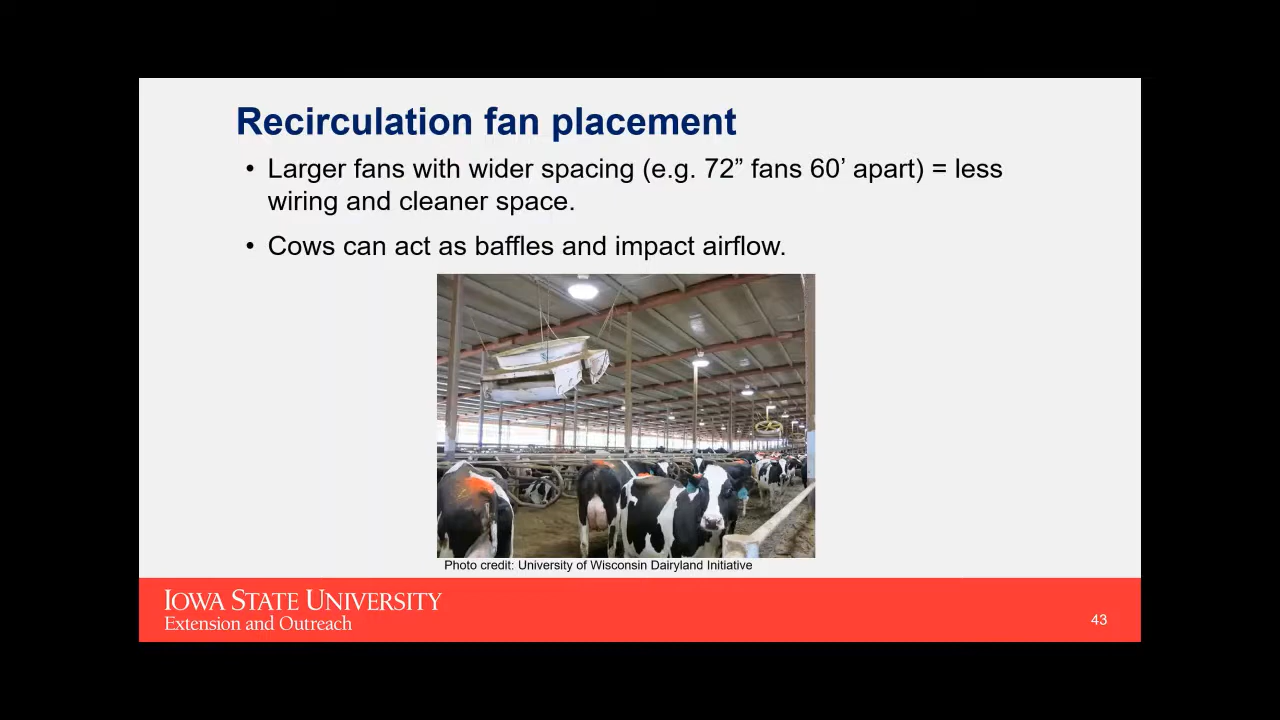 Recirculation fan placement
• Larger fans with wider spacing (e.g. 72” fans 60’ apart) = less
wiring and cleaner space.
• Cows can act as baffles and impact airflow.
Photo credit: University of Wisconsin Dairyland Initiative
IOWA STATE UNIVERSITY
Extension and Outreach
43